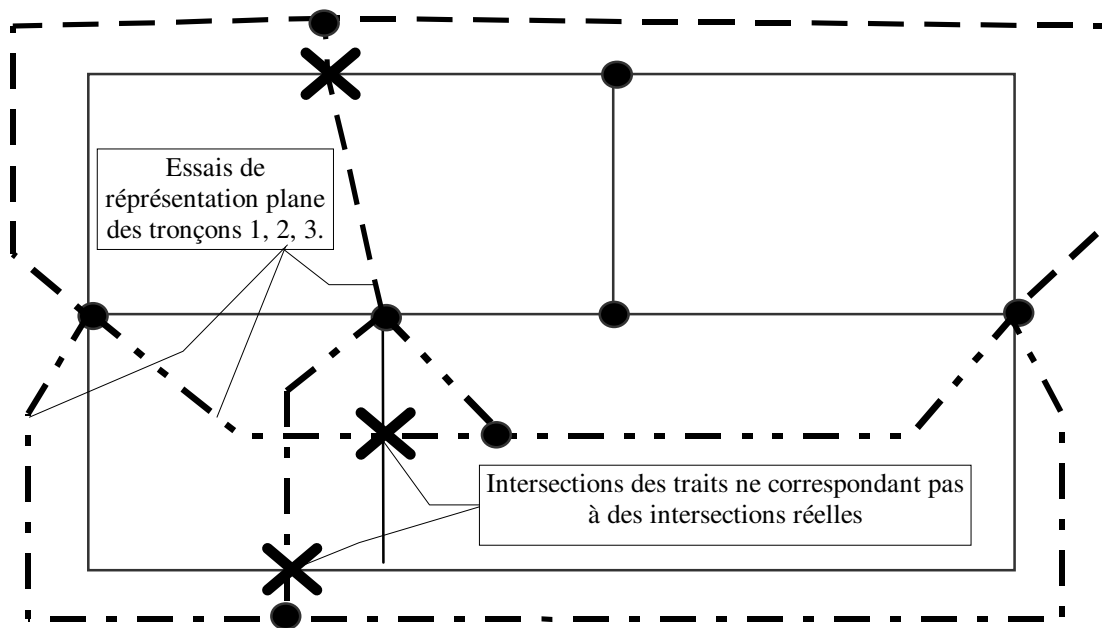 Essais de
réprésentation plane
des tronçons 1, 2, 3.
Intersections des traits ne correspondant pas
à des intersections réelles